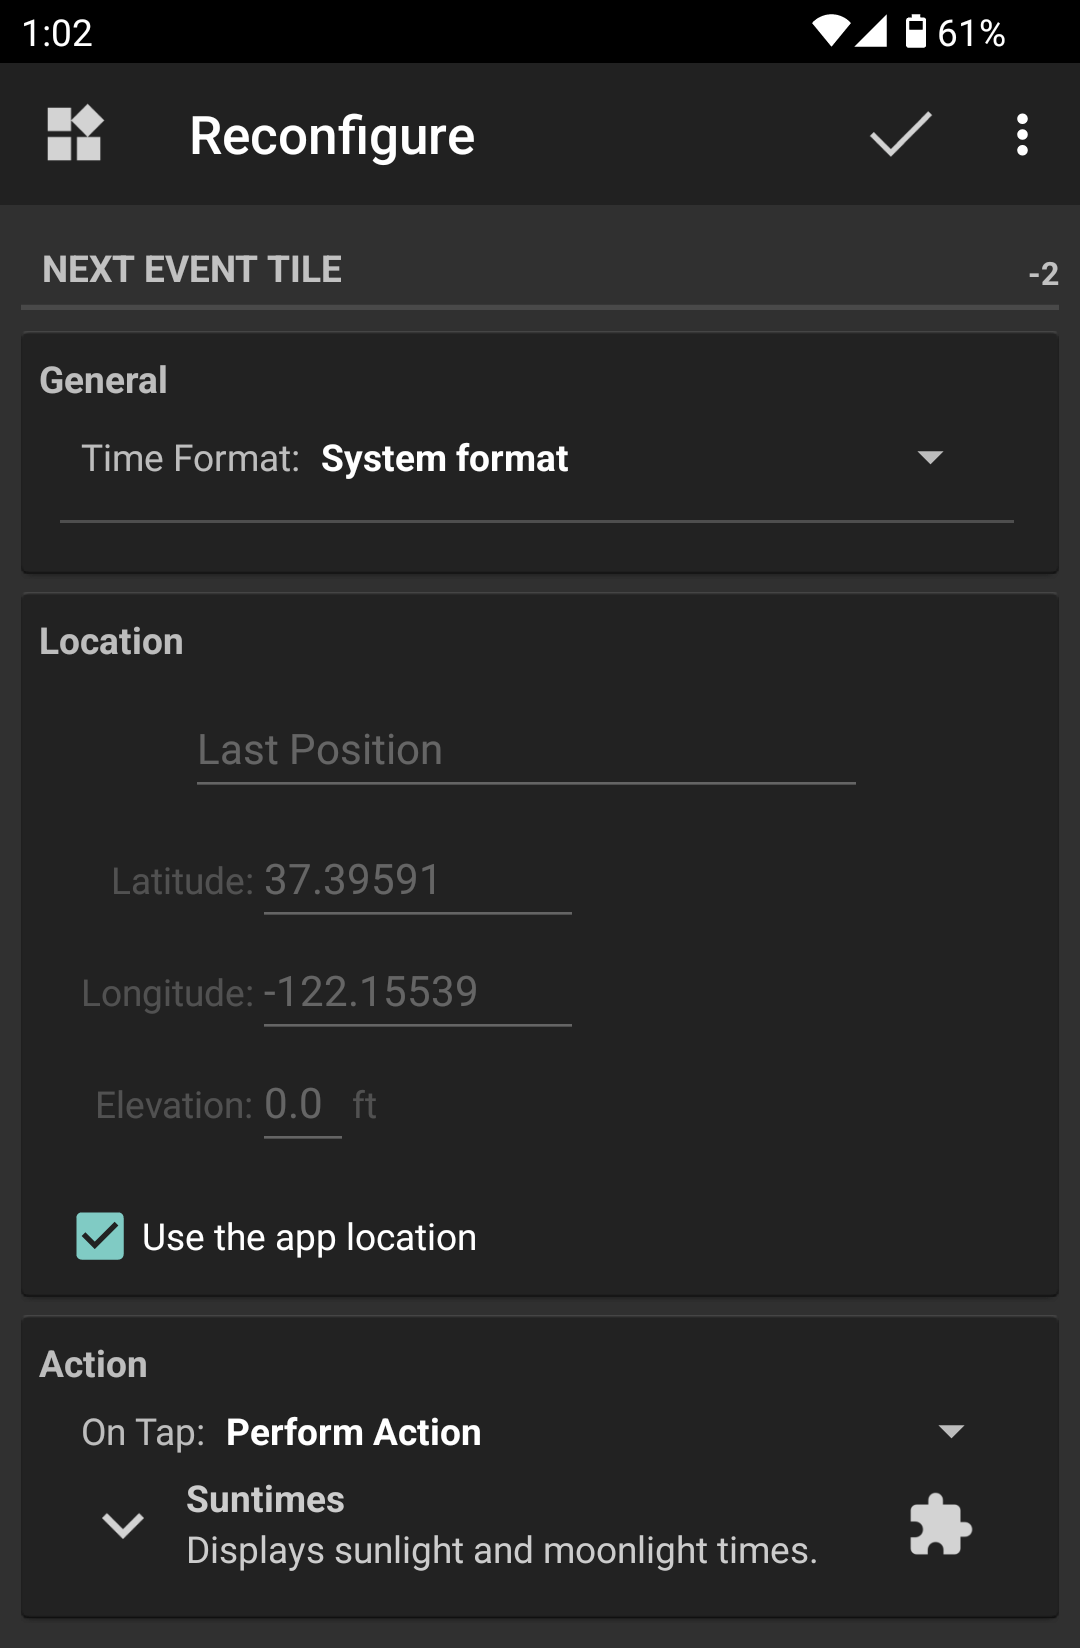 1:02
61%
Reconfigure
NEXT EVENT TILE
-2
General
Time Format: System format
Location
Last Position
Latitude: 37.39591
Longitude: -122.15539
Elevation: 0.0 ft
Use the app location
Action
On Tap: Perform Action
Suntimes
Displays sunlight and moonlight times.